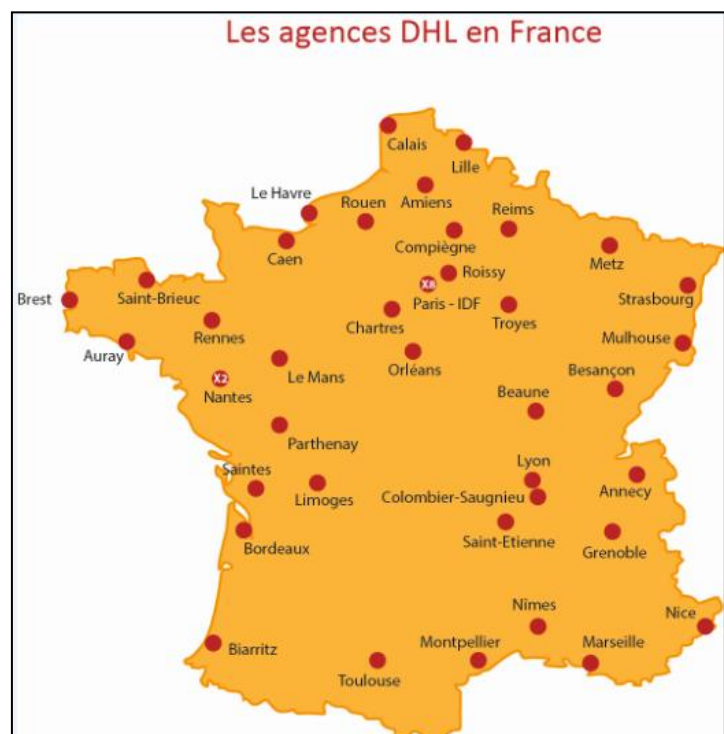 Les agences DHL en France
Calais
Lille
Le Havre
Rouen
Amiens
Reims
Caen
Compiègne
Metz
Roissy
X8
Paris - IDF
Strasbourg
Brest
Saint-Brieuc
Chartres
Troyes
Rennes
Mulhouse
Auray
Le Mans
Orléans
Besançon
X2
Nantes
Beaune
Parthenay
Saintes
Limoges
Lyon
Colombier-Saugnieu
Annecy
Saint-Etienne
Grenoble
Bordeaux
Nîmes
Nice
Biarritz
Montpellier
Marseille
Toulouse